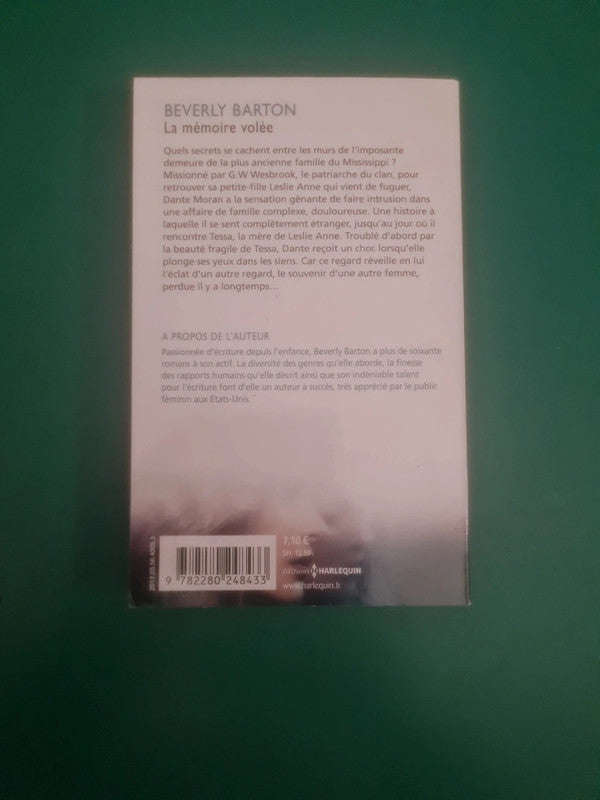 BEVERLY BARTON
La mémoire volée
Quels secrets se cachent entre les murs de l'imposante
demeure de la plus ancienne famille du Mississippi ?
Missionné par G.W Wesbrook, le patriarche du clan, pour
retrouver sa petite-fille Leslie Anne qui vient de fuguer,
Dante Moran a la sensation gênante de faire intrusion dans
une affaire de famille complexe, douloureuse. Une histoire à
laquelle il se sent complètement étranger, jusqu'au jour où il
rencontre Tessa, la mère de Leslie Anne. Troublé d'abord par
la beauté fragile de Tessa, Dante reçoit un choc lorsqu'elle
plonge ses yeux dans les siens. Car ce regard réveille en lui
l'éclat d'un autre regard, le souvenir d'une autre femme,
perdue il y a longtemps...
A PROPOS DE L'AUTEUR
Passionnée d'écriture depuis l'enfance, Beverly Barton a plus de soixante
romans à son actif. La diversité des genres qu'elle aborde, la finesse
des rapports humains qu'elle décrit ainsi que son indéniable talent
pour l'écriture font d'elle un auteur à succès, très apprécié par le public
féminin aux Etats-Unis.
2012.03.58.4008.3
9 782280 248433
7,18 €
SFr. 12.50
éditions HARLEQUIN
www.harlequin.fr